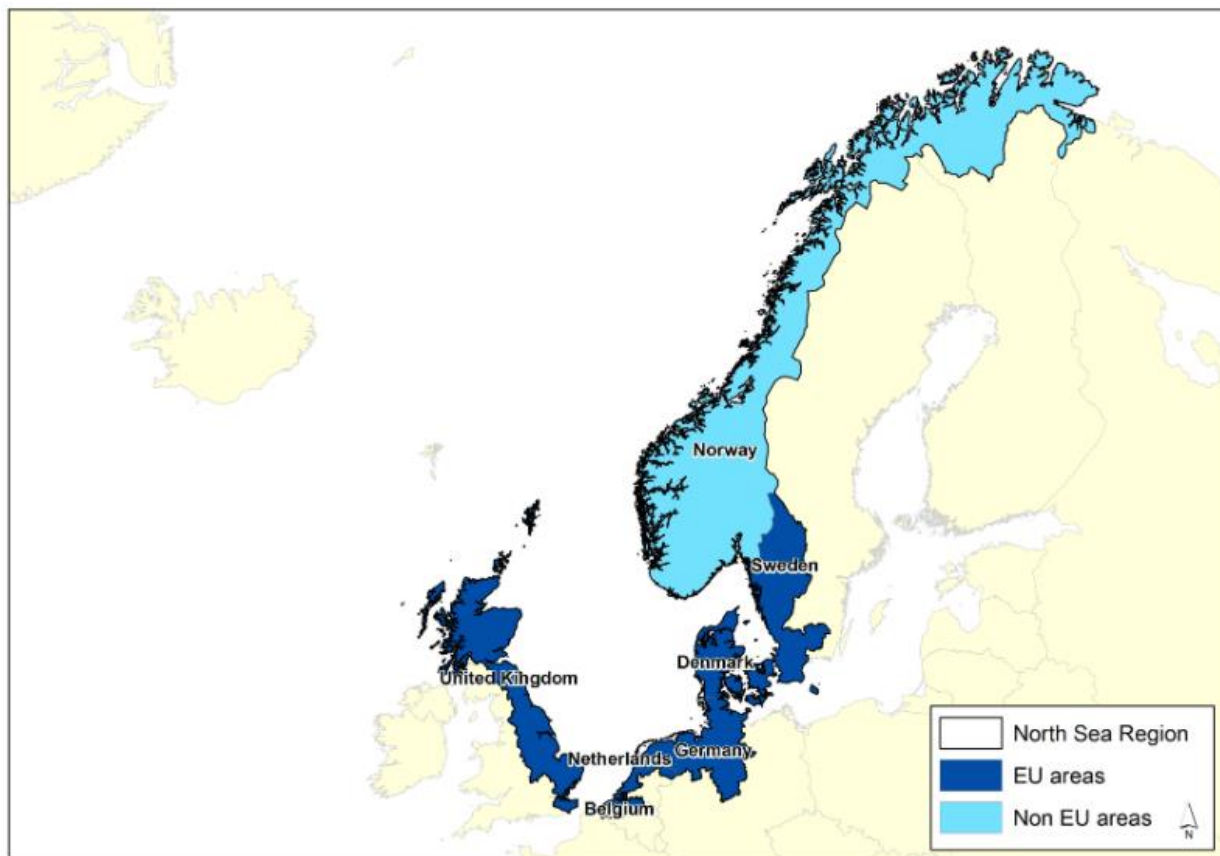 Norway
Sweden
Denmark
United Kingdom
Netherlands
Germany
Belgium
North Sea Region
EU areas
Non EU areas
N